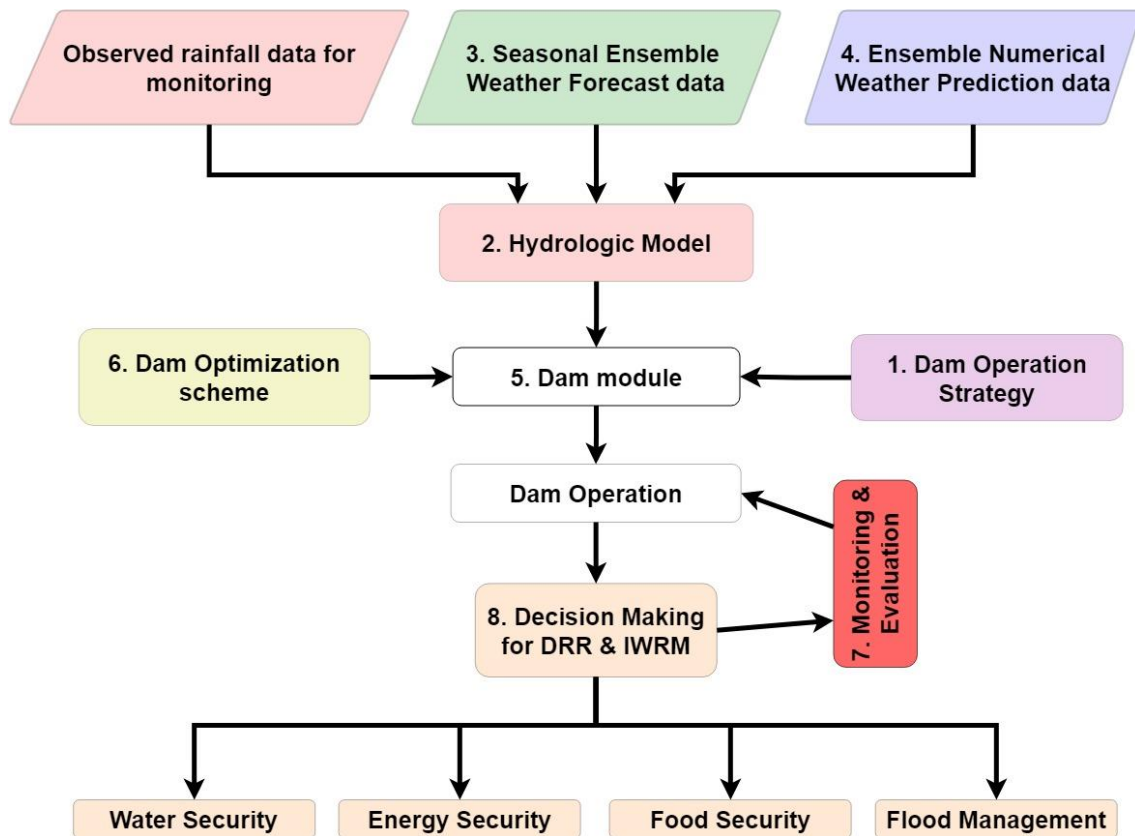 Observed rainfall data for
monitoring
3. Seasonal Ensemble
Weather Forecast data
4. Ensemble Numerical
Weather Prediction data
2. Hydrologic Model
6. Dam Optimization
scheme
5. Dam module
1. Dam Operation
Strategy
Dam Operation
7. Monitoring &
Evaluation
8. Decision Making
for DRR & IWRM
Water Security
Energy Security
Food Security
Flood Management